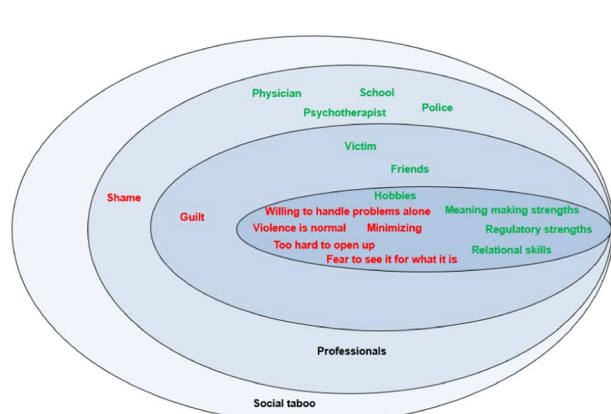 Physician
School
Psychotherapist
Police
Victim
Friends
Hobbies
Shame
Guilt
Willing to handle problems alone
Meaning making strengths
Violence is normal
Minimizing
Regulatory strengths
Too hard to open up
Relational skills
Fear to see it for what it is
Professionals
Social taboo